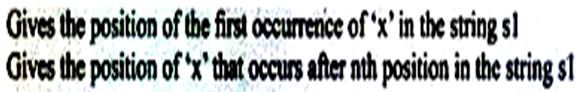 Gives the position of the first occurrence of 'x' in the string s1
Gives the position of 'x' that occurs after nth position in the string s1